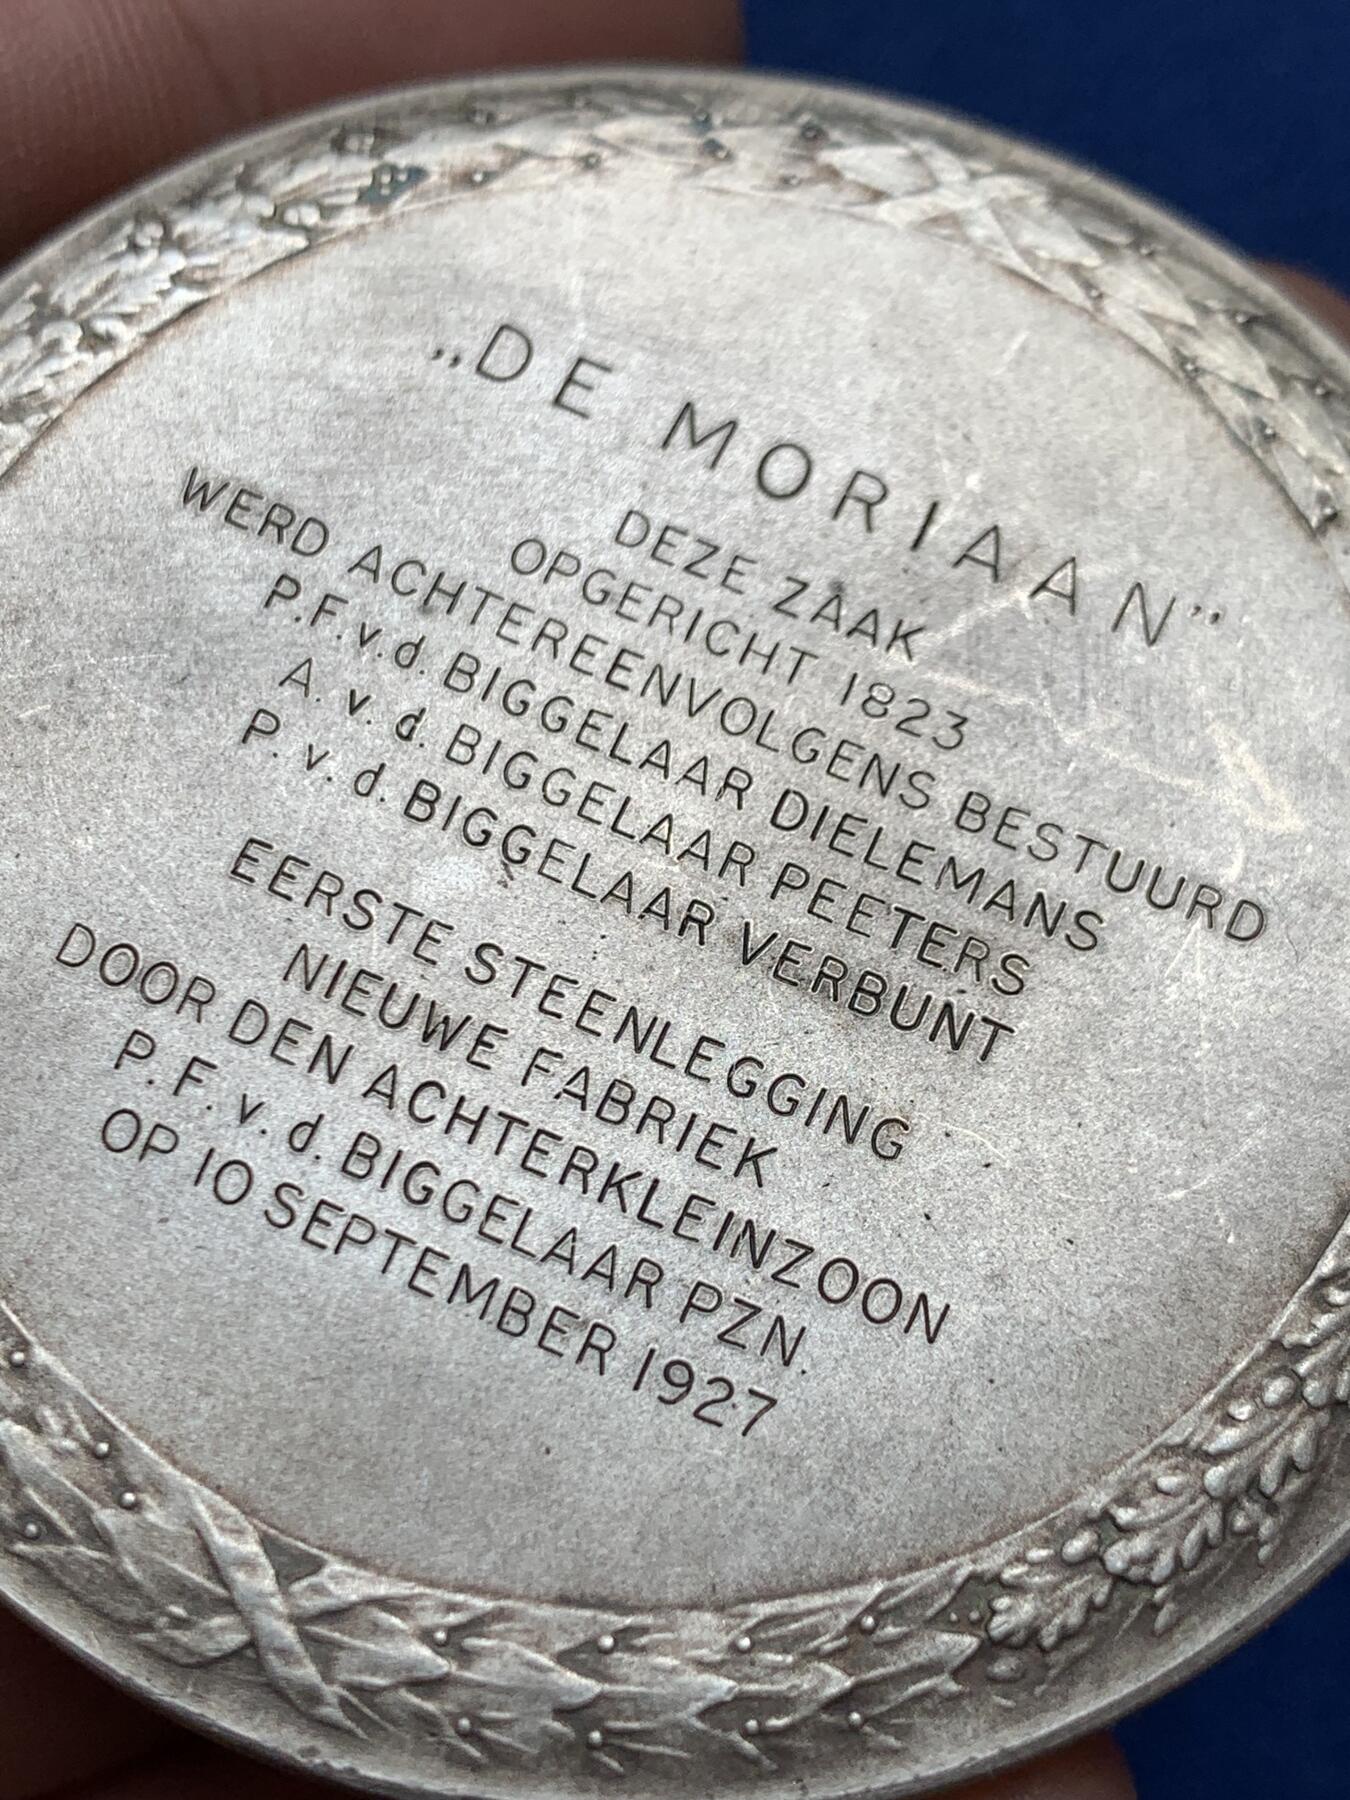 „DE MORIAAN”
DEZE ZAAK
OPGERICHT 1823
WERD ACHTEREENVOLGENS BESTUURD
P.F.v.d. BIGGELAAR DIELEMANS
A. v. d. BIGGELAAR PEETERS
P. v. d. BIGGELAAR VERBUNT
EERSTE STEENLEGGING
NIEUWE FABRIEK
DOOR DEN ACHTERKLEINZOON
P. F. v. d. BIGGELAAR PZN.
OP 10 SEPTEMBER 1927